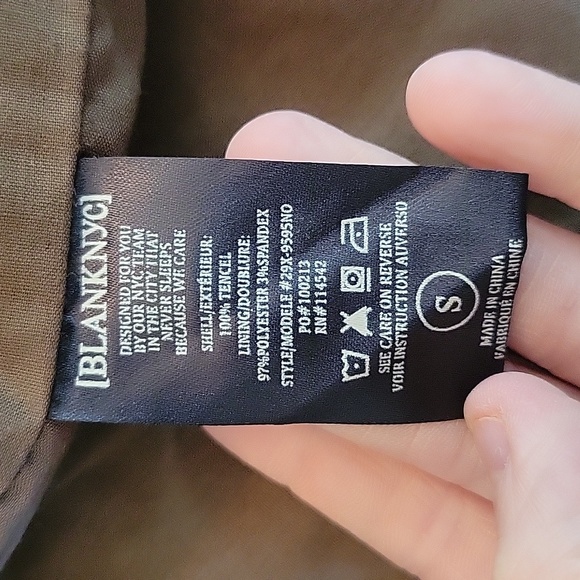 [BLANKNYC]
DESIGNED FOR YOU
BY OUR NYC TEAM
IN THE CITY THAT
NEVER SLEEPS
BECAUSE WE CARE
SHELL/EXTÉRIEUR:
100% TENCEL
LINING/DOUBLURE:
97%POLYESTER 3%SPANDEX
STYLE/MODELE #29X-9595NO
PO#100213
RN#114542
SEE CARE ON REVERSE
VOIR INSTRUCTION AUVERSO
S
MADE IN CHINA
FABRIQUE EN CHINE